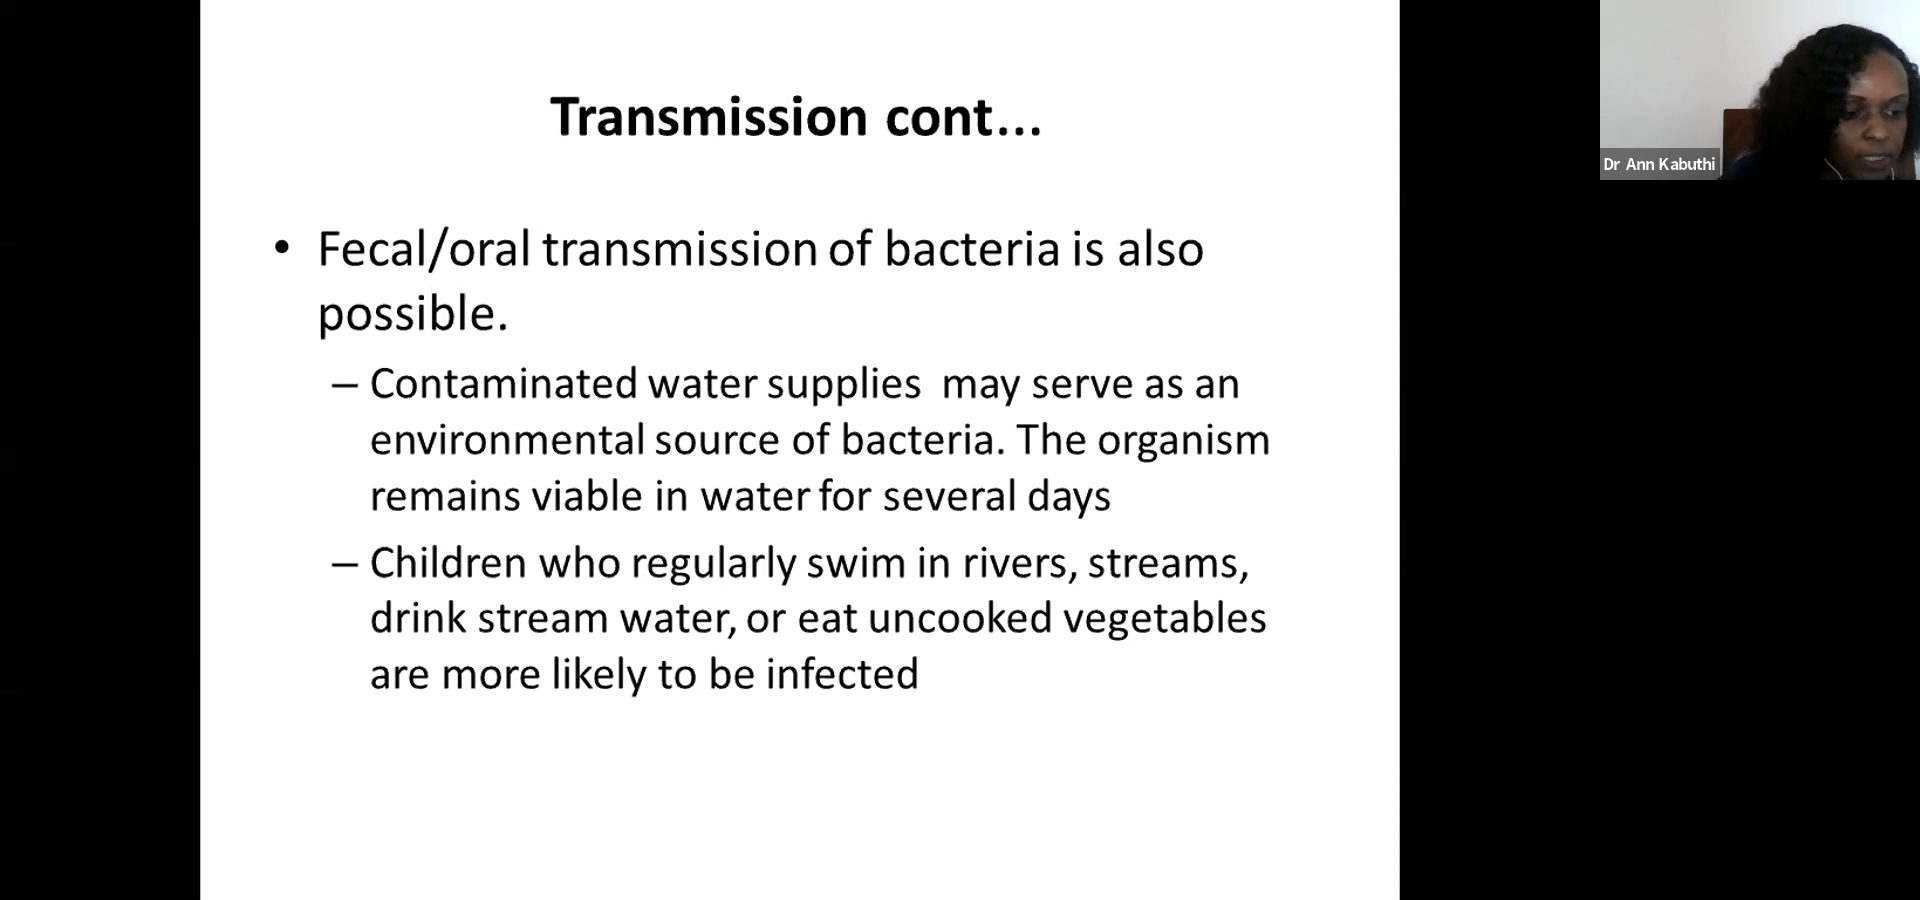 Transmission cont...
• Fecal/oral transmission of bacteria is also
possible.
– Contaminated water supplies  may serve as an
environmental source of bacteria. The organism
remains viable in water for several days
– Children who regularly swim in rivers, streams,
drink stream water, or eat uncooked vegetables
are more likely to be infected
Dr Ann Kabuthi